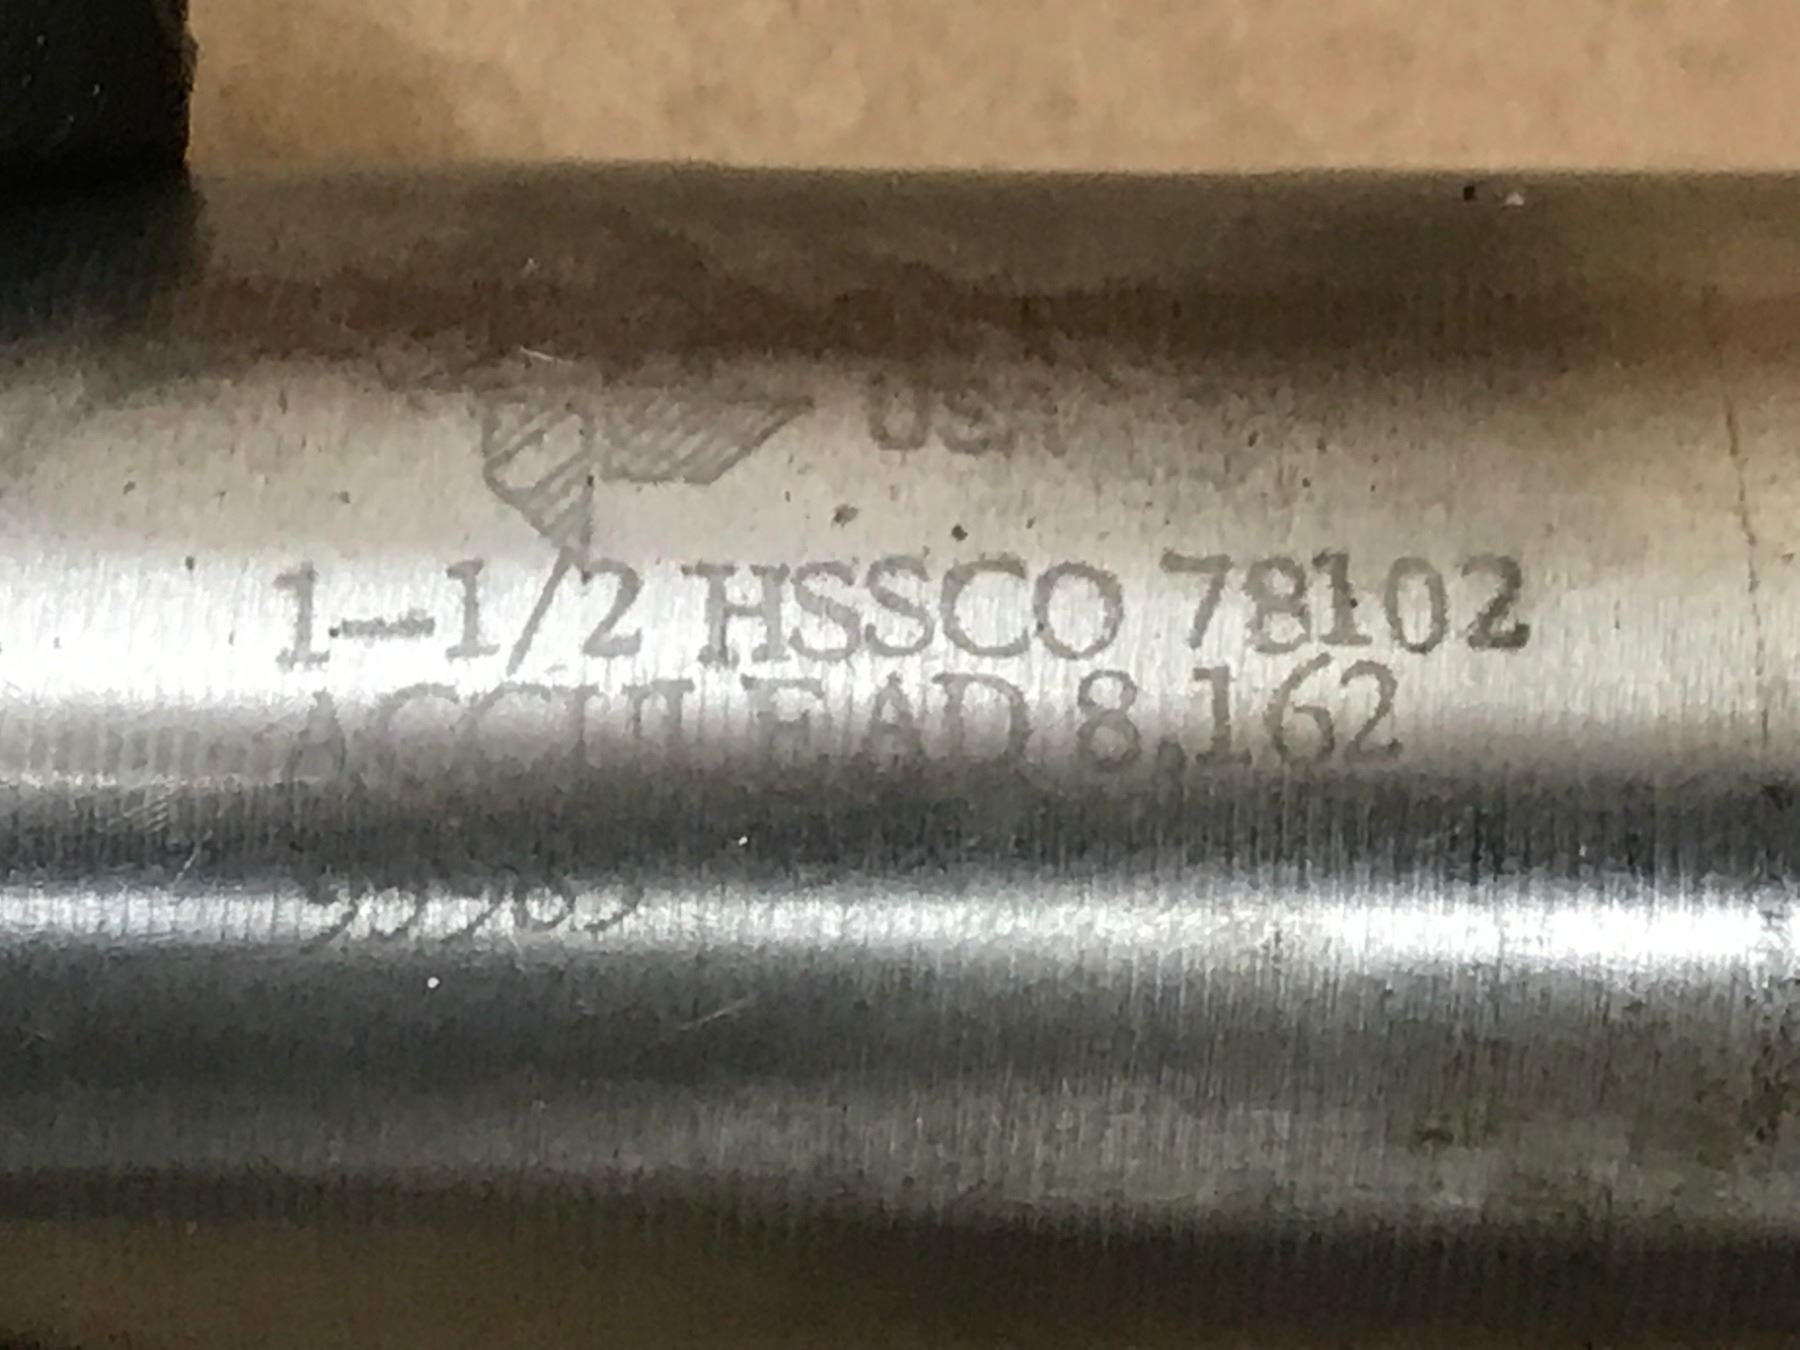 USA
1-1/2 HSSCO 78102
ACCULEAD 8.162